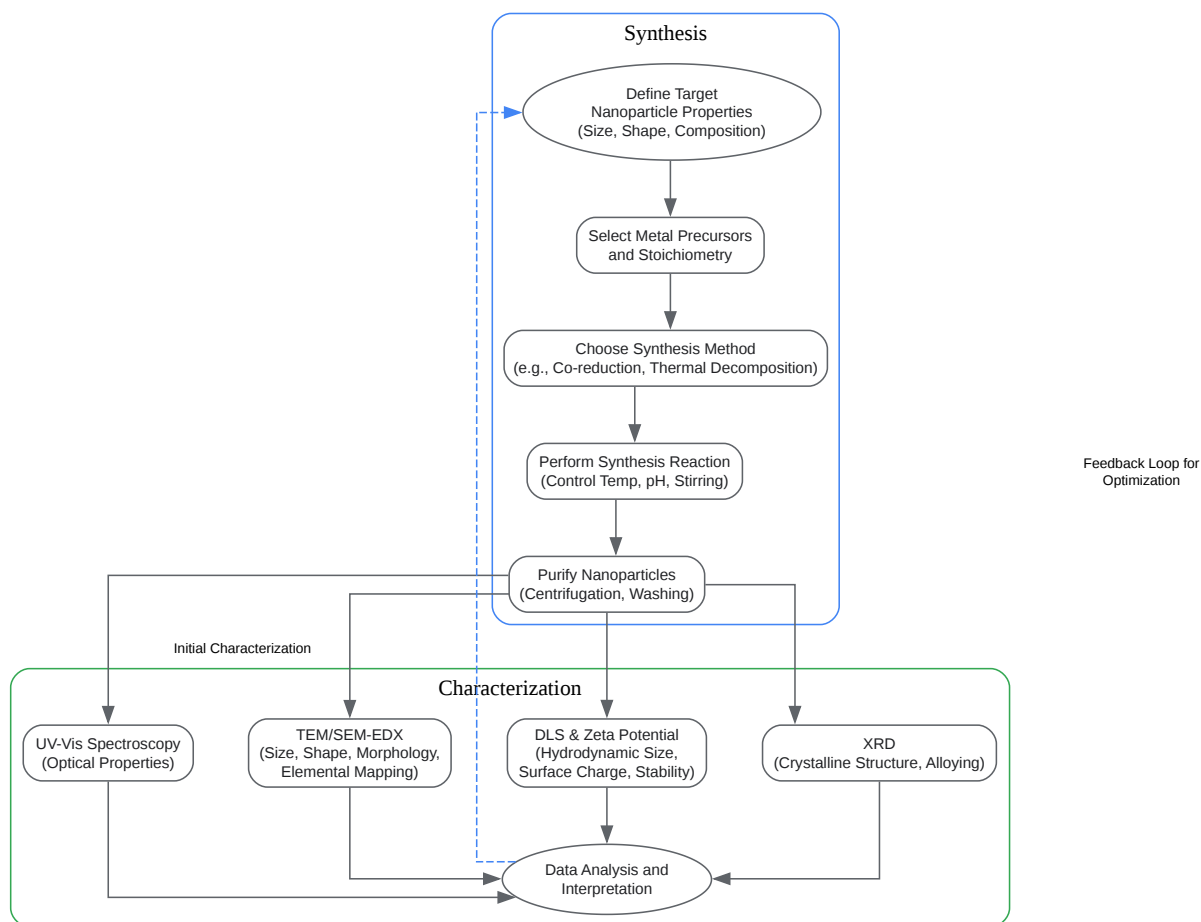 Synthesis
Define Target
Nanoparticle Properties
(Size, Shape, Composition)
Select Metal Precursors
and Stoichiometry
Choose Synthesis Method
(e.g., Co-reduction, Thermal Decomposition)
Perform Synthesis Reaction
(Control Temp, pH, Stirring)
Feedback Loop for
Optimization
Purify Nanoparticles
(Centrifugation, Washing)
Initial Characterization
Characterization
UV-Vis Spectroscopy
(Optical Properties)
TEM/SEM-EDX
(Size, Shape, Morphology,
Elemental Mapping)
DLS & Zeta Potential
(Hydrodynamic Size,
Surface Charge, Stability)
XRD
(Crystalline Structure, Alloying)
Data Analysis and
Interpretation